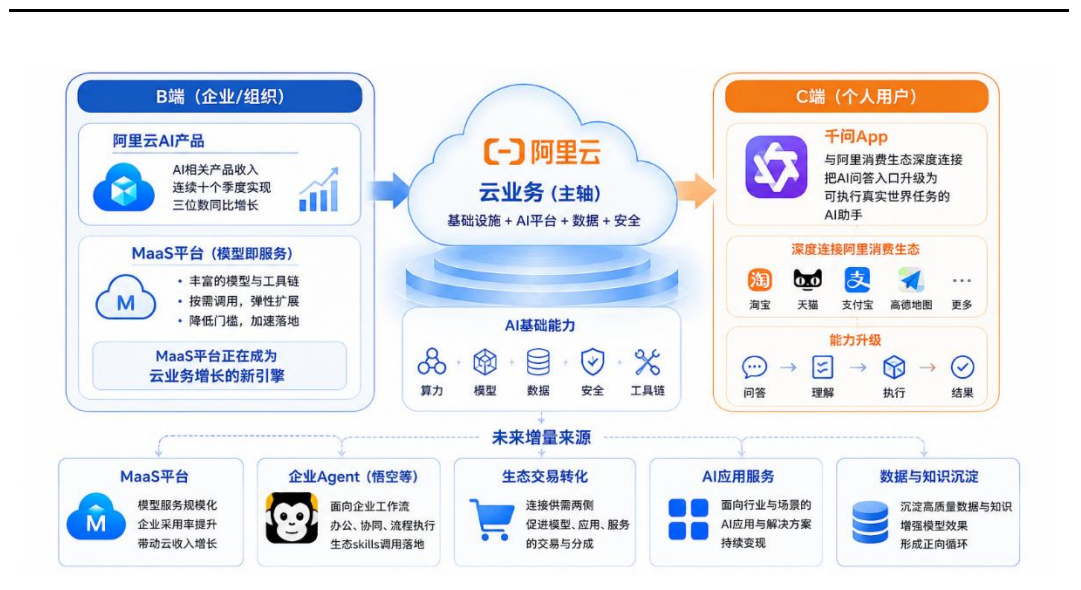 B端（企业/组织）
阿里云AI产品
AI相关产品收入
连续十个季度实现
三位数同比增长
MaaS平台（模型即服务）
M
• 丰富的模型与工具链
• 按需调用，弹性扩展
• 降低门槛，加速落地
MaaS平台正在成为
云业务增长的新引擎
阿里云
云业务（主轴）
基础设施 + AI平台 + 数据 + 安全
AI基础能力
算力
模型
数据
安全
工具链
C端（个人用户）
千问App
与阿里消费生态深度连接
把AI问答入口升级为
可执行真实世界任务的
AI助手
深度连接阿里消费生态
淘
支
淘宝
天猫
支付宝
高德地图
更多
能力升级
问答
理解
执行
结果
未来增量来源
MaaS平台
M
模型服务规模化
企业采用率提升
带动云收入增长
企业Agent（悟空等）
面向企业工作流
办公、协同、流程执行
生态skills调用落地
生态交易转化
连接供需两侧
促进模型、应用、服务
的交易与分成
AI应用服务
面向行业与场景的
AI应用与解决方案
持续变现
数据与知识沉淀
沉淀高质量数据与知识
增强模型效果
形成正向循环